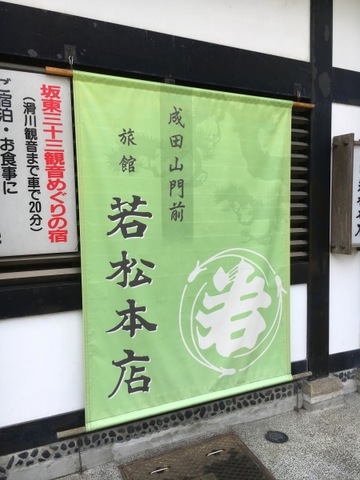 成田山門前
旅館
若松本店
若
坂東三十三観音めぐりの宿
(滑川観音まで車で20分)
ご宿泊・お食事に